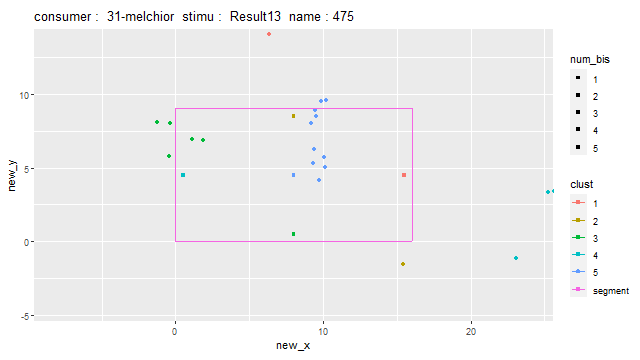 consumer :  31-melchior  stimu :  Result13  name : 475
new_y
10
5
0
-5
0
10
20
new_x
num_bis
1
2
3
4
5
clust
1
2
3
4
5
segment